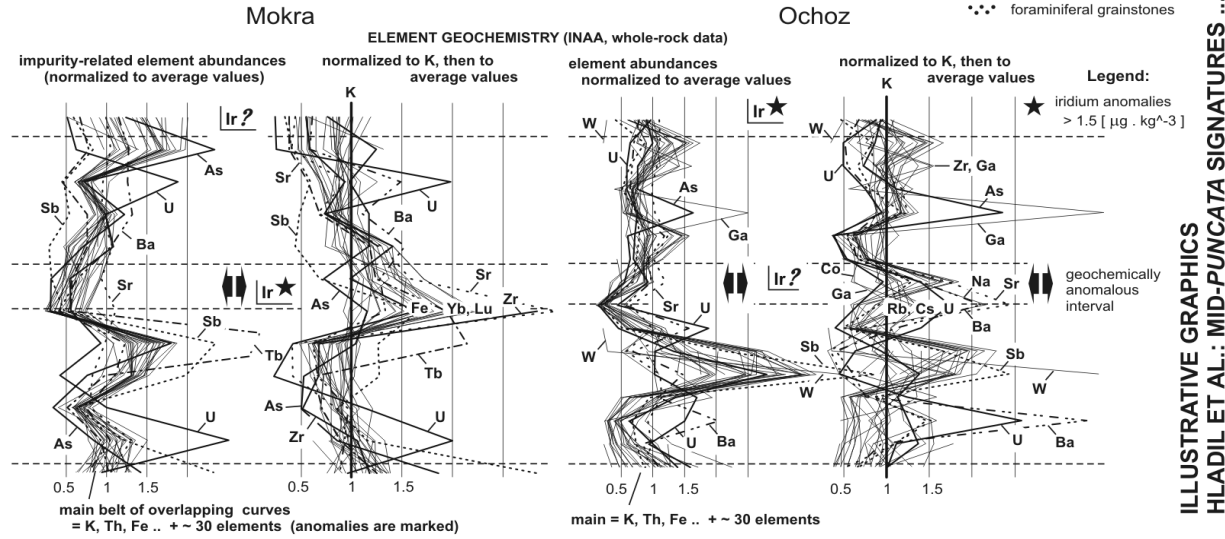 Mokra
Ochoz
foraminiferal grainstones
ELEMENT GEOCHEMISTRY (INAA, whole-rock data)
impurity-related element abundances
(normalized to average values)
normalized to K, then to
average values
element abundances
normalized to average values
normalized to K, then to
average values
Legend:
iridium anomalies
> 1.5 [ µg . kg^-3 ]
geochemically
anomalous
interval
K
Ir ?
As
U
Sb
Ba
Sr
Ir
Sb
Tb
U
As
0.5 1 1.5
Sr
U
Ba
Sb
As
Sr
Zr
Fe
Yb, Lu
Tb
As
Zr
U
0.5 1 1.5
main belt of overlapping curves
= K, Th, Fe .. + ~ 30 elements (anomalies are marked)
W
U
Ir
As
Ga
Ir ?
Sr
U
W
Sb
W
U
Ba
0.5 1 1.5
main = K, Th, Fe .. + ~ 30 elements
K
W
U
Zr, Ga
As
Ga
Co
Ga
Na
Sr
Rb, Cs
U
Ba
Sb
W
U
Ba
0.5 1 1.5
ILLUSTRATIVE GRAPHICS
HLADIL ET AL.: MID-PUNCATA SIGNATURES ...